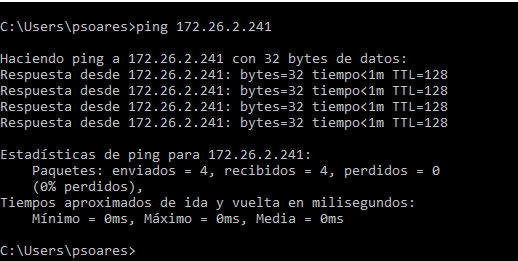 C:\Users\psoares>ping 172.26.2.241
Haciendo ping a 172.26.2.241 con 32 bytes de datos:
Respuesta desde 172.26.2.241: bytes=32 tiempo<1m TTL=128
Respuesta desde 172.26.2.241: bytes=32 tiempo<1m TTL=128
Respuesta desde 172.26.2.241: bytes=32 tiempo<1m TTL=128
Respuesta desde 172.26.2.241: bytes=32 tiempo<1m TTL=128
Estadísticas de ping para 172.26.2.241:
Paquetes: enviados = 4, recibidos = 4, perdidos = 0
(0% perdidos),
Tiempos aproximados de ida y vuelta en milisegundos:
Mínimo = 0ms, Máximo = 0ms, Media = 0ms
C:\Users\psoares>